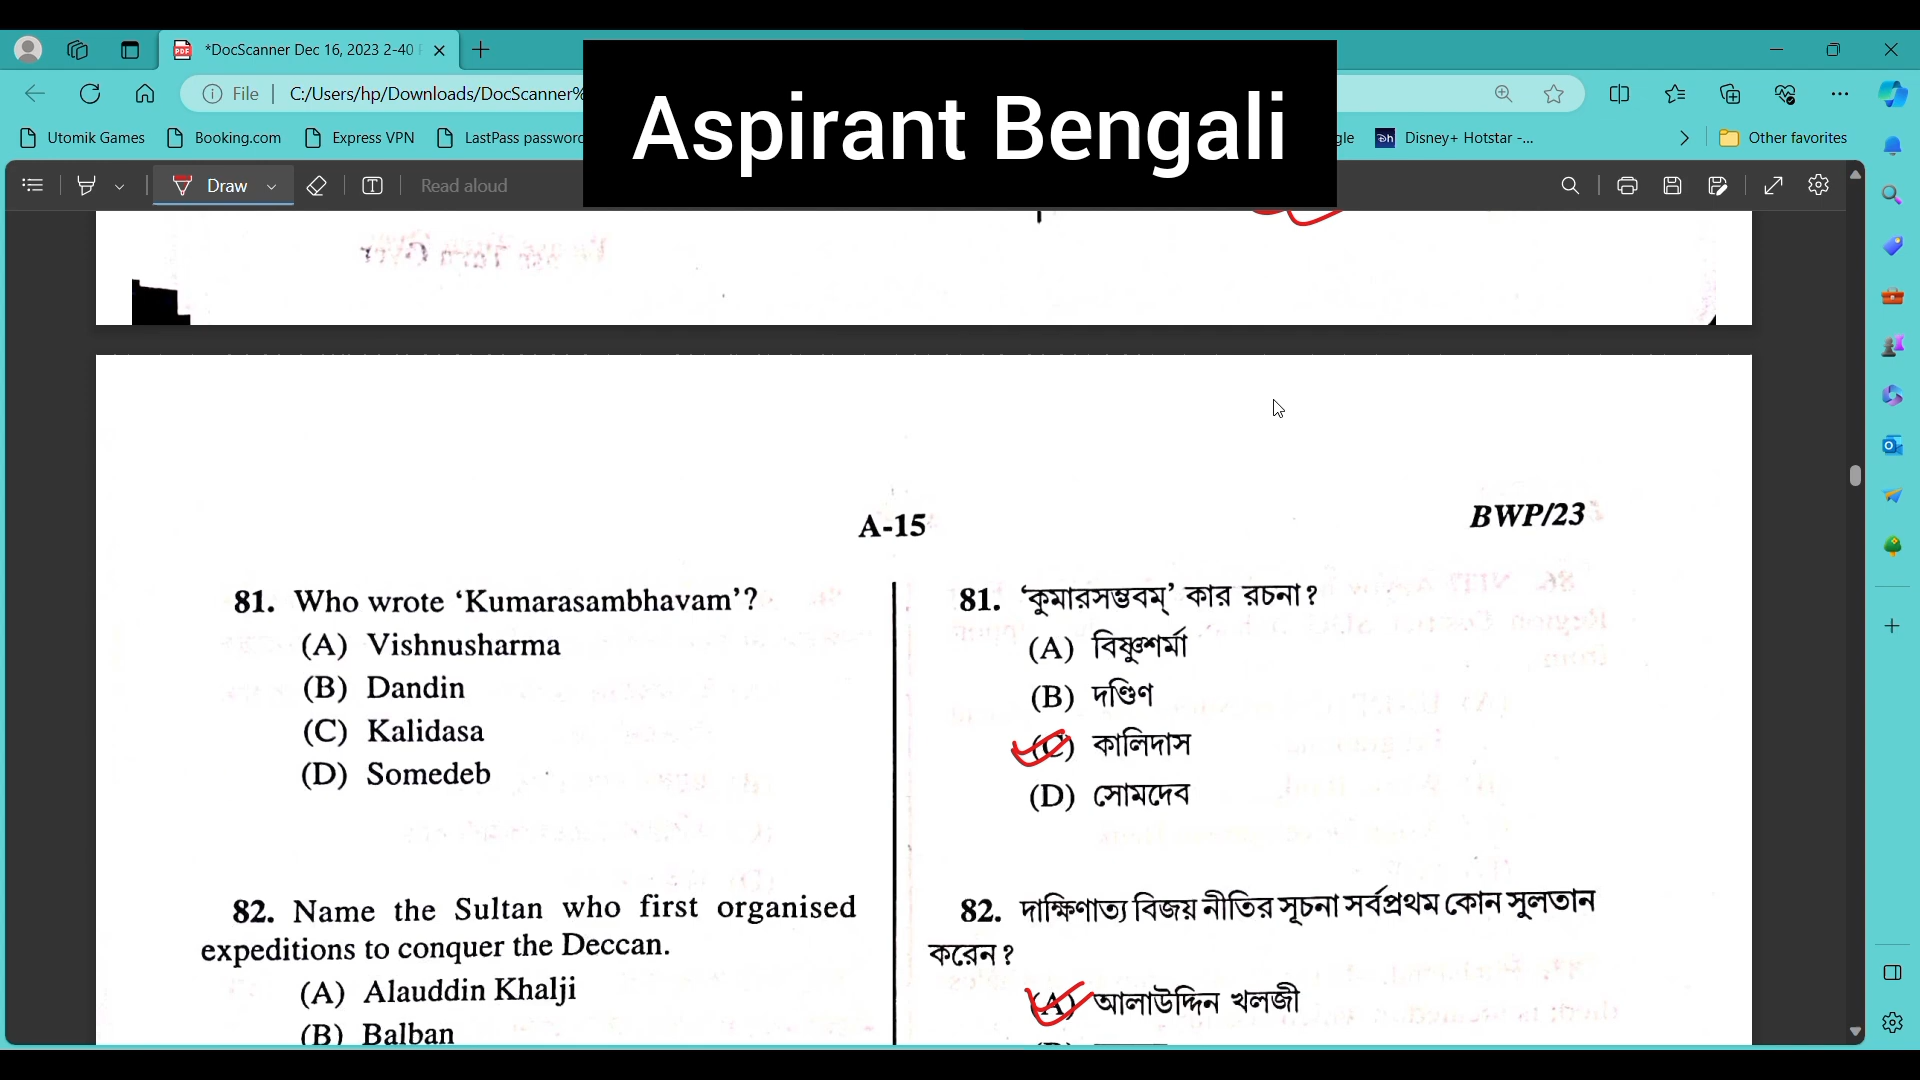 *DocScanner Dec 16, 2023 2-40
File
C:/Users/hp/Downloads/DocScanner%
Aspirant Bengali
Utomik Games
Booking.com
Express VPN
LastPass password
Disney+ Hotstar -...
Other favorites
Draw
Read aloud
A-15
BWP/23
81. Who wrote ‘Kumarasambhavam’?
(A) Vishnusharma
(B) Dandin
(C) Kalidasa
(D) Somedeb
82. Name the Sultan who first organised
expeditions to conquer the Deccan.
(A) Alauddin Khalji
(B) Balban
81. ‘কুমারসম্ভবম্’ কার রচনা?
(A) বিষ্ণুশর্মা
(B) দণ্ডিণ
(C) কালিদাস
(D) সোমদেব
82. দাক্ষিণাত্য বিজয় নীতির সূচনা সর্বপ্রথম কোন সুলতান
করেন?
(A) আলাউদ্দিন খলজী